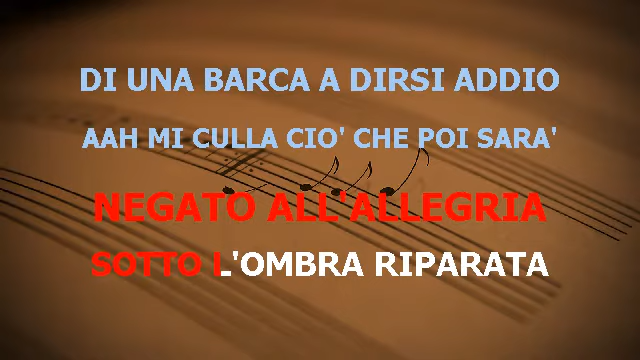 DI UNA BARCA A DIRSI ADDIO
AAH MI CULLA CIO' CHE POI SARA'
NEGATO ALL'ALLEGRIA
SOTTO L'OMBRA RIPARATA